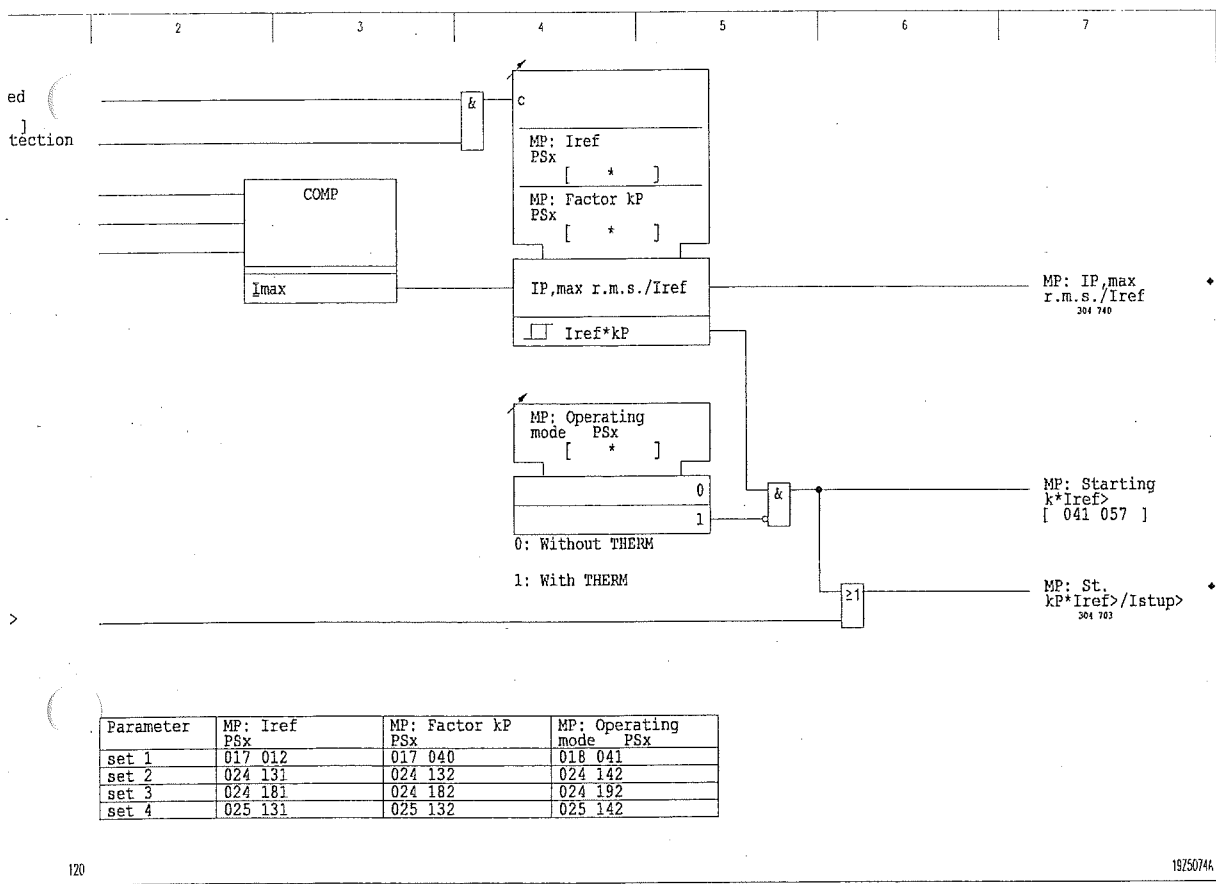 2 3 4 5 6 7
ed
]
tection
&
c
MP: Iref
PSx
[ * ]
MP: Factor kP
PSx
[ * ]
COMP
Imax
IP,max r.m.s./Iref
Iref*kP
MP: IP,max
r.m.s./Iref
304 740
MP: Operating
mode PSx
[ * ]
0
1
&
0: Without THERM
1: With THERM
MP: Starting
k*Iref>
[ 041 057 ]
≥1
MP: St.
kP*Iref>/Istup>
304 703
>
Parameter MP: Iref PSx MP: Factor kP PSx MP: Operating mode PSx
set 1 017 012 017 040 018 041
set 2 024 131 024 132 024 142
set 3 024 181 024 182 024 192
set 4 025 131 025 132 025 142
120
19Z5074A